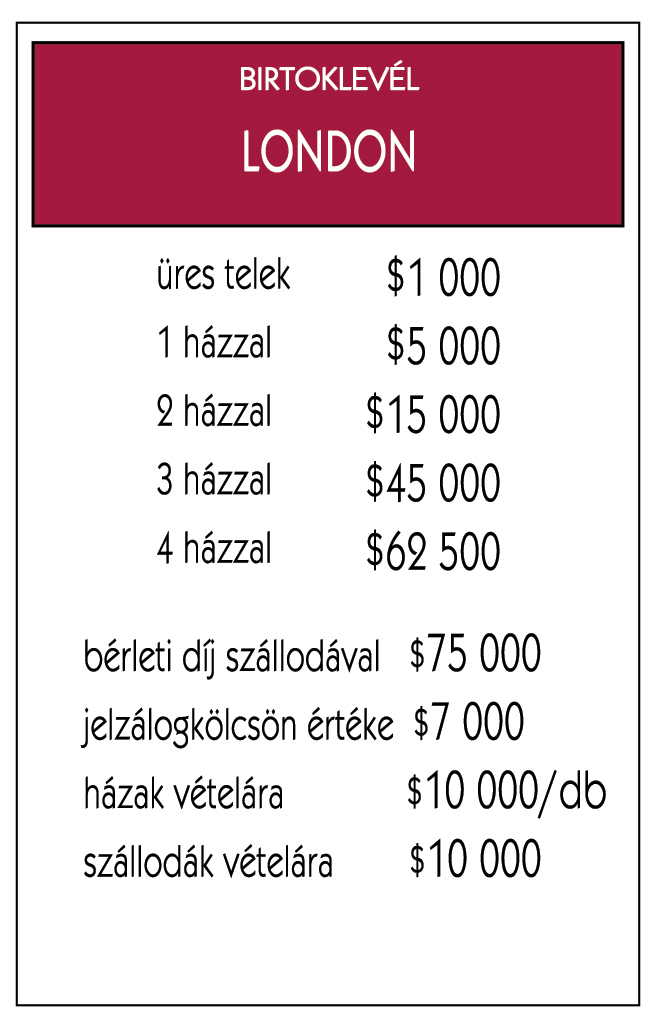 BIRTOKLEVÉL
LONDON
üres telek $1 000
1 házzal $5 000
2 házzal $15 000
3 házzal $45 000
4 házzal $62 500
bérleti díj szállodával $75 000
jelzálogkölcsön értéke $7 000
házak vételára $10 000/db
szállodák vételára $10 000